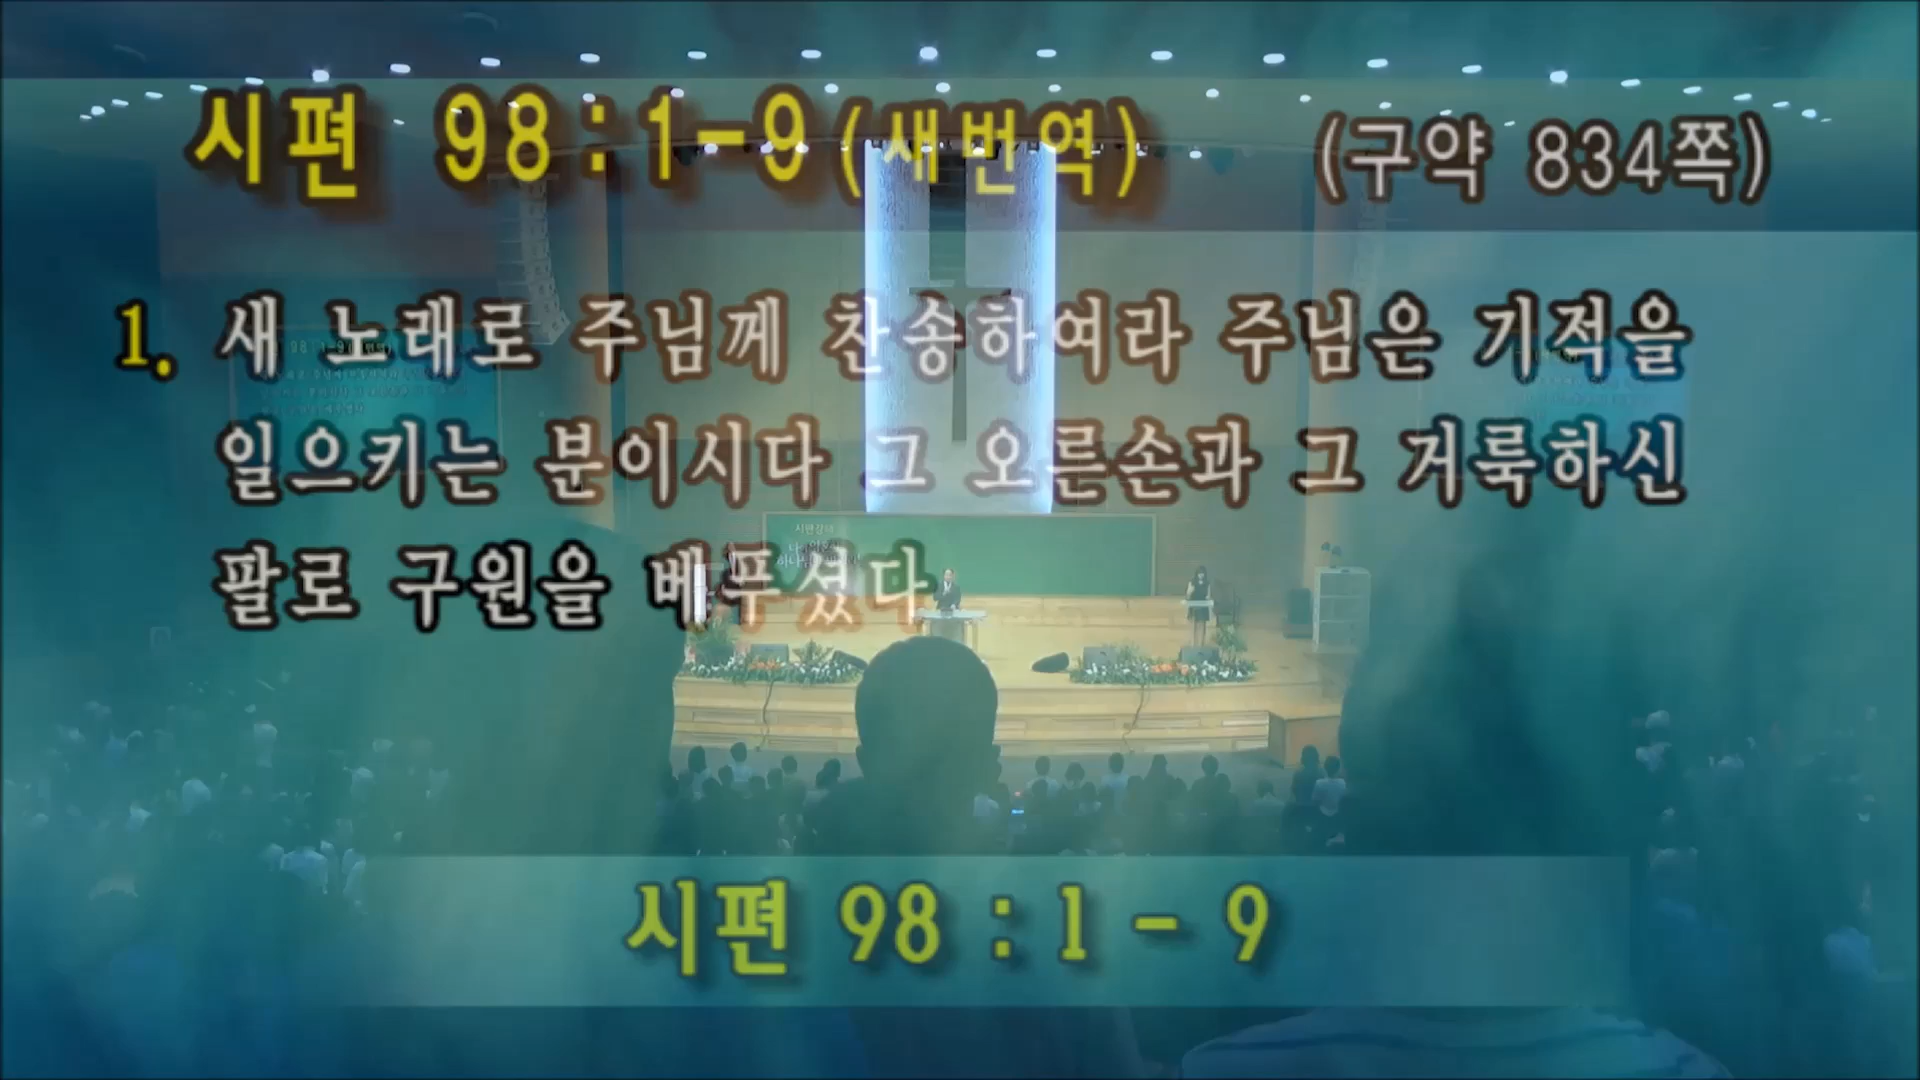 시편 98:1-9(새번역) (구약 834쪽)
1. 새 노래로 주님께 찬송하여라 주님은 기적을
일으키는 분이시다 그 오른손과 그 거룩하신
팔로 구원을 베푸셨다
시편 98:1-9